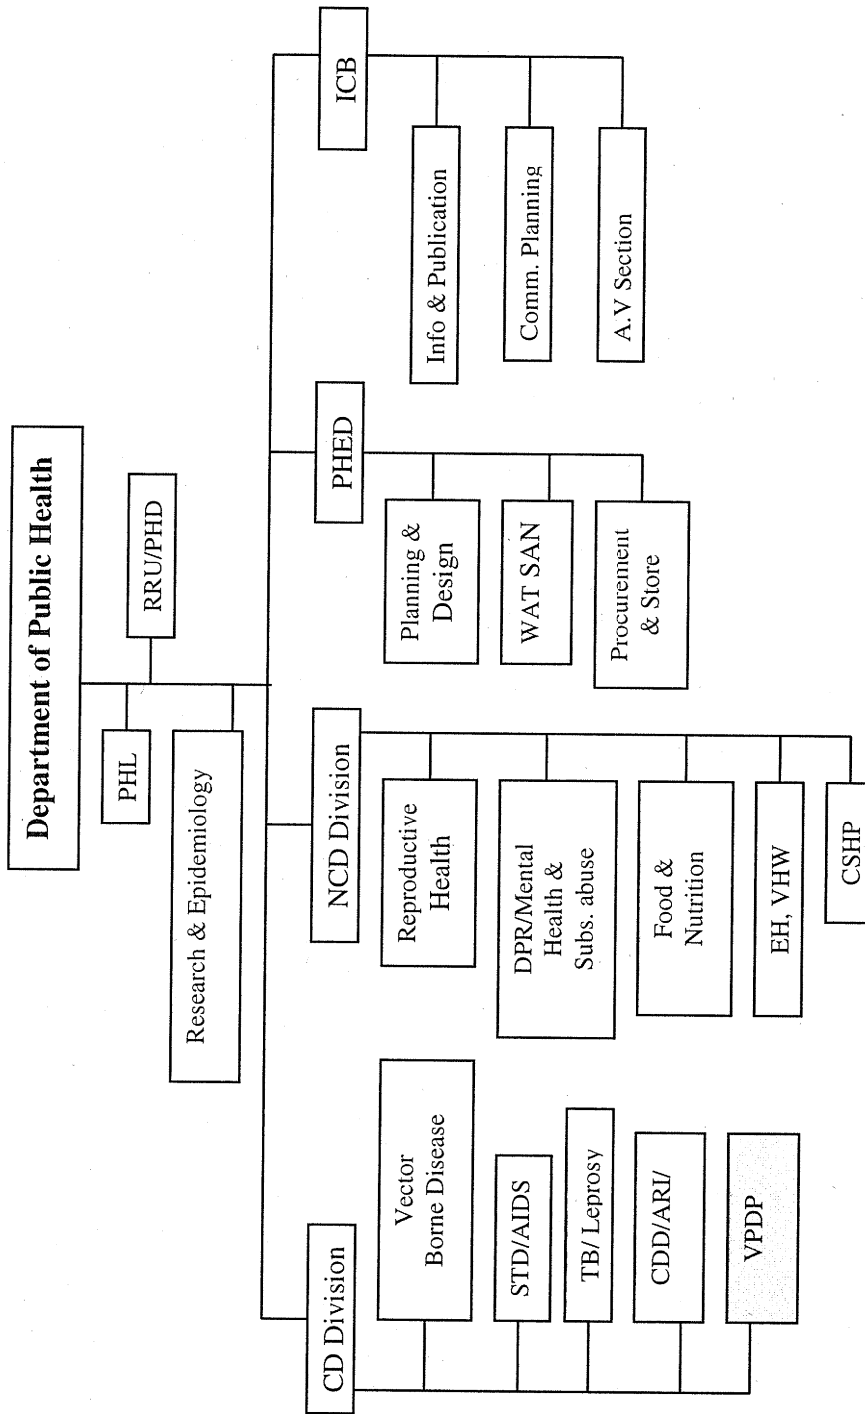 Department of Public Health
PHL
RRU/PHD
Research & Epidemiology
CD Division
NCD Division
PHED
ICB
Vector
Borne Disease
STD/AIDS
TB/ Leprosy
CDD/ARI/
VPDP
Reproductive
Health
DPR/Mental
Health &
Subs. abuse
Food &
Nutrition
EH, VHW
CSHP
Planning &
Design
WAT SAN
Procurement
& Store
Info & Publication
Comm. Planning
A.V Section